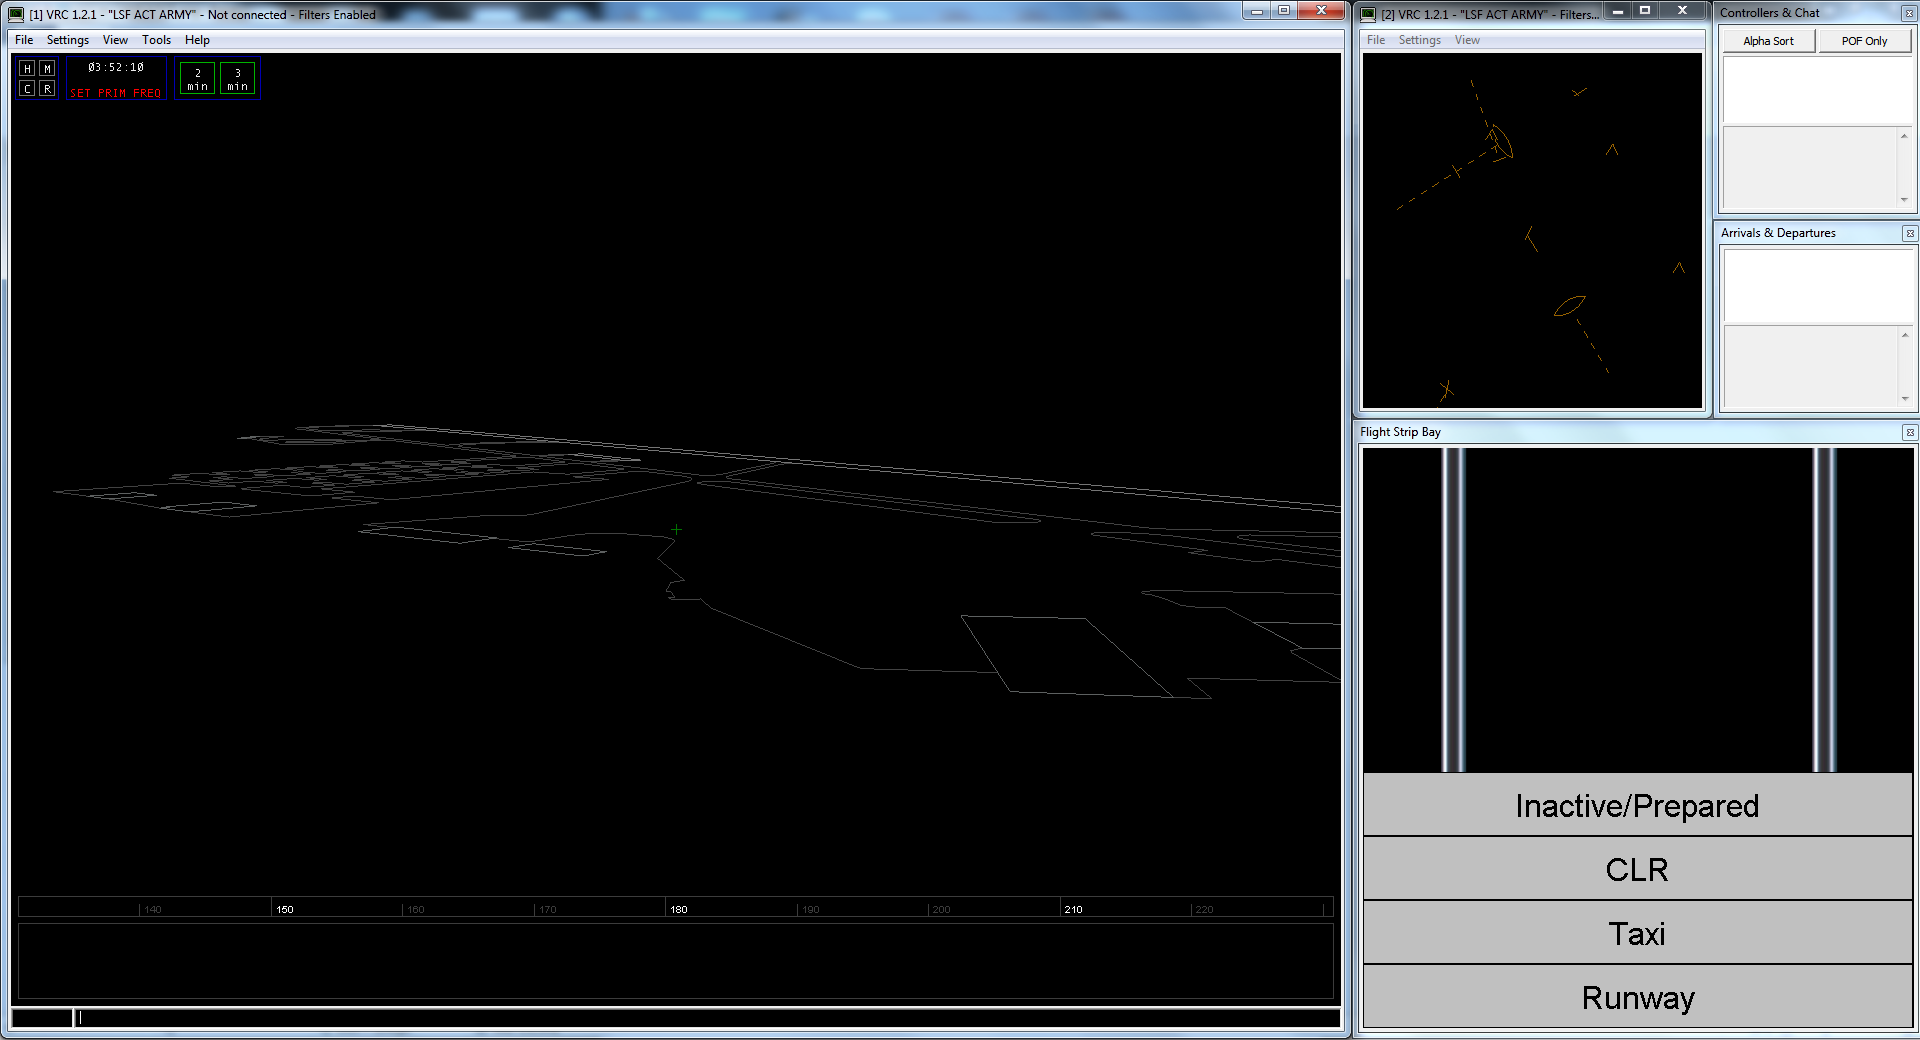 [1] VRC 1.2.1 - "LSF ACT ARMY" - Not connected - Filters Enabled
File Settings View Tools Help
H M
C R
03:52:10
SET PRIM FREQ
2 min
3 min
140 150 160 170 180 190 200 210 220
[2] VRC 1.2.1 - "LSF ACT ARMY" - Filters...
File Settings View
Controllers & Chat
Alpha Sort POF Only
Arrivals & Departures
Flight Strip Bay
Inactive/Prepared
CLR
Taxi
Runway